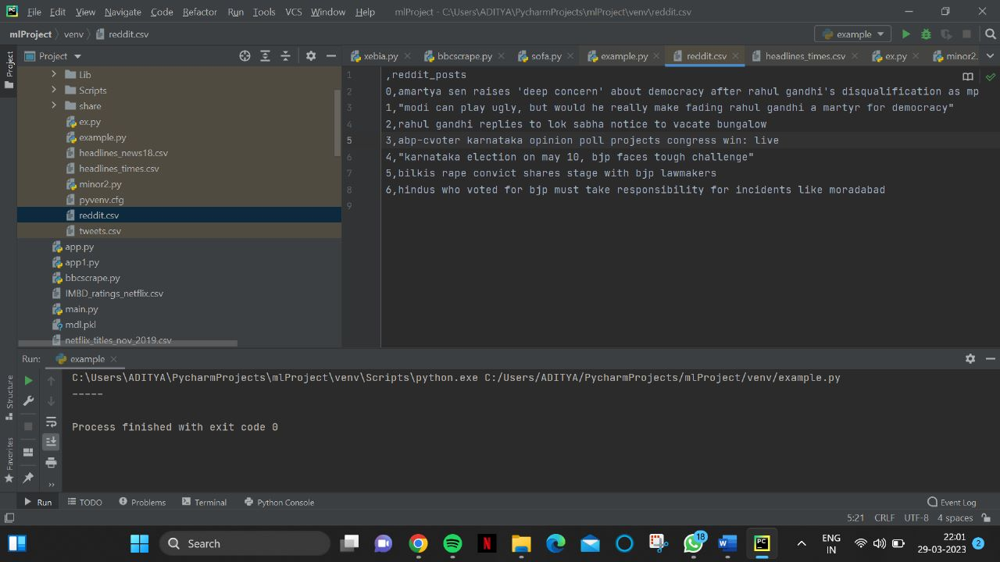 File Edit View Navigate Code Refactor Run Tools VCS Window Help mlProject - C:\Users\ADITYA\PycharmProjects\mlProject\venv\reddit.csv
mlProject venv reddit.csv example
Project
Project
xebia.py bbcscrape.py sofa.py example.py reddit.csv headlines_times.csv ex.py minor2.
Lib
Scripts
share
ex.py
example.py
headlines_news18.csv
headlines_times.csv
minor2.py
pyvenv.cfg
reddit.csv
tweets.csv
app.py
app1.py
bbcscrape.py
IMBD_ratings_netflix.csv
main.py
mdl.pkl
netflix_titles_nov_2019.csv
1 ,reddit_posts
2 0,amartya sen raises 'deep concern' about democracy after rahul gandhi's disqualification as mp
3 1,"modi can play ugly, but would he really make fading rahul gandhi a martyr for democracy"
4 2,rahul gandhi replies to lok sabha notice to vacate bungalow
5 3,abp-cvoter karnataka opinion poll projects congress win: live
6 4,"karnataka election on may 10, bjp faces tough challenge"
7 5,bilkis rape convict shares stage with bjp lawmakers
8 6,hindus who voted for bjp must take responsibility for incidents like moradabad
9
Run: example
C:\Users\ADITYA\PycharmProjects\mlProject\venv\Scripts\python.exe C:/Users/ADITYA/PycharmProjects/mlProject/venv/example.py
-----
Process finished with exit code 0
Structure
Favorites
Run TODO Problems Terminal Python Console Event Log
5:21 CRLF UTF-8 4 spaces
Search
18
ENG
IN
22:01
29-03-2023
2